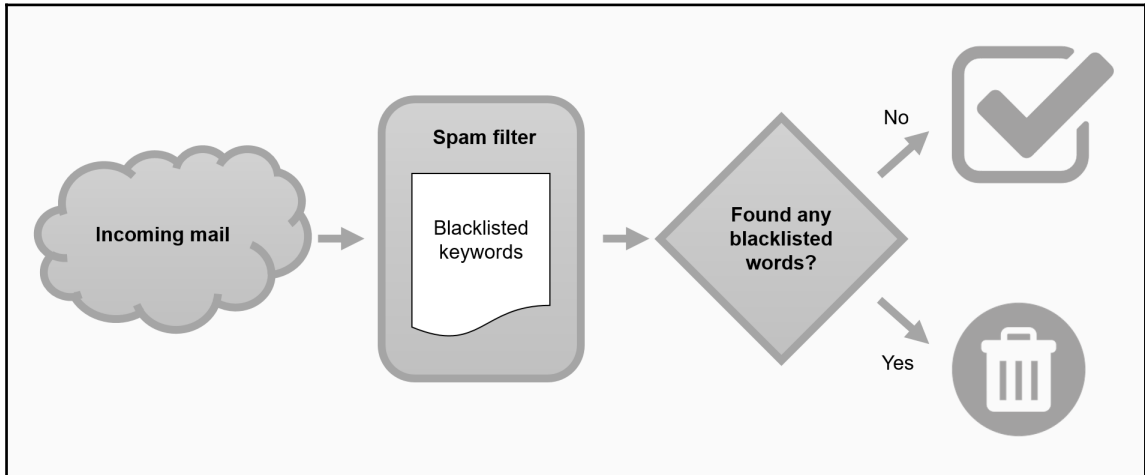 Incoming mail
Spam filter
Blacklisted
keywords
Found any
blacklisted
words?
No
Yes